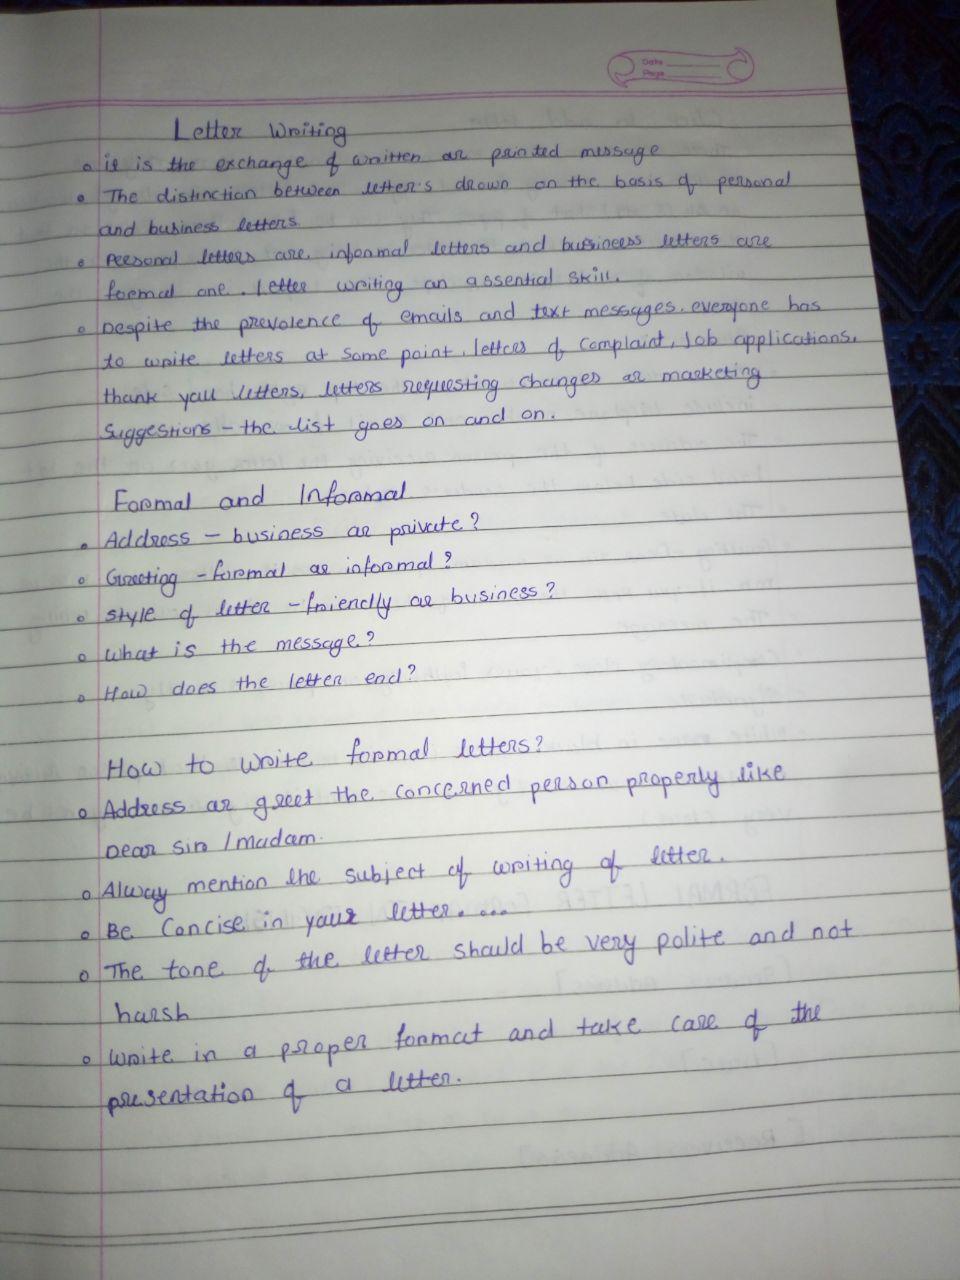 Date
Page
Letter Writing
it is the exchange of written or printed message
The distinction between letter's drawn on the basis of personal
and business letters.
Personal letters are informal letters and business letters are
formal one. Letter writing an assential skill.
Despite the prevalence of emails and text messages. everyone has
to write letters at some point. letters of Complaint, Job applications.
thank you letters, letters requesting changes or marketing
Suggestions - the list goes on and on.
Formal and Informal
Address - business or private?
Greeting - formal or informal?
style of letter - friendly or business?
What is the message?
How does the letter end?
How to write formal letters?
Address or greet the concerned person properly like
Dear Sir /madam.
Alway mention the subject of writing of letter.
Be Concise in your letter. ...
The tone of the letter should be very polite and not
harsh
Write in a proper format and take care of the
presentation of a letter.